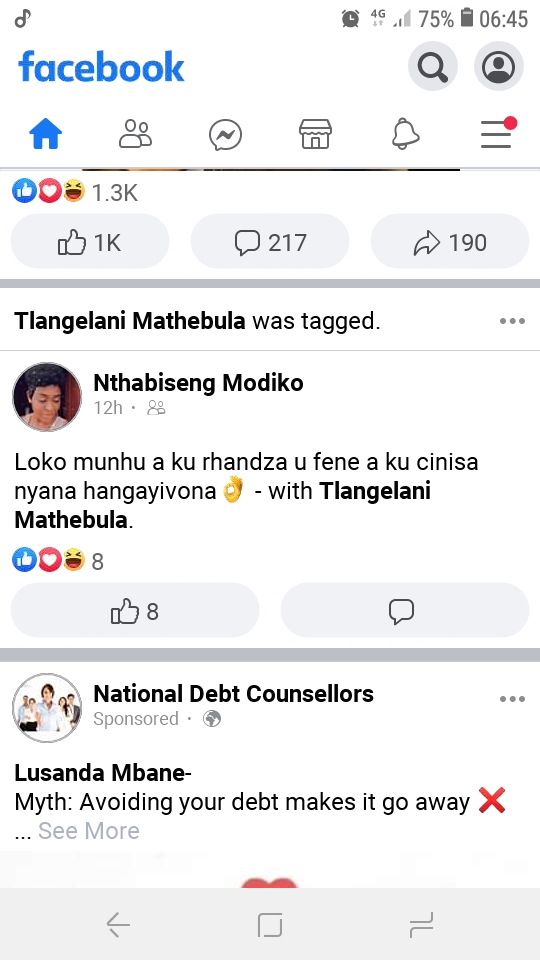 4G 75% 06:45
facebook
1.3K
1K 217 190
Tlangelani Mathebula was tagged.
Nthabiseng Modiko
12h ·
Loko munhu a ku rhandza u fene a ku cinisa
nyana hangayivona👌 - with Tlangelani
Mathebula.
8
8
National Debt Counsellors
Sponsored ·
Lusanda Mbane-
Myth: Avoiding your debt makes it go away ❌
... See More